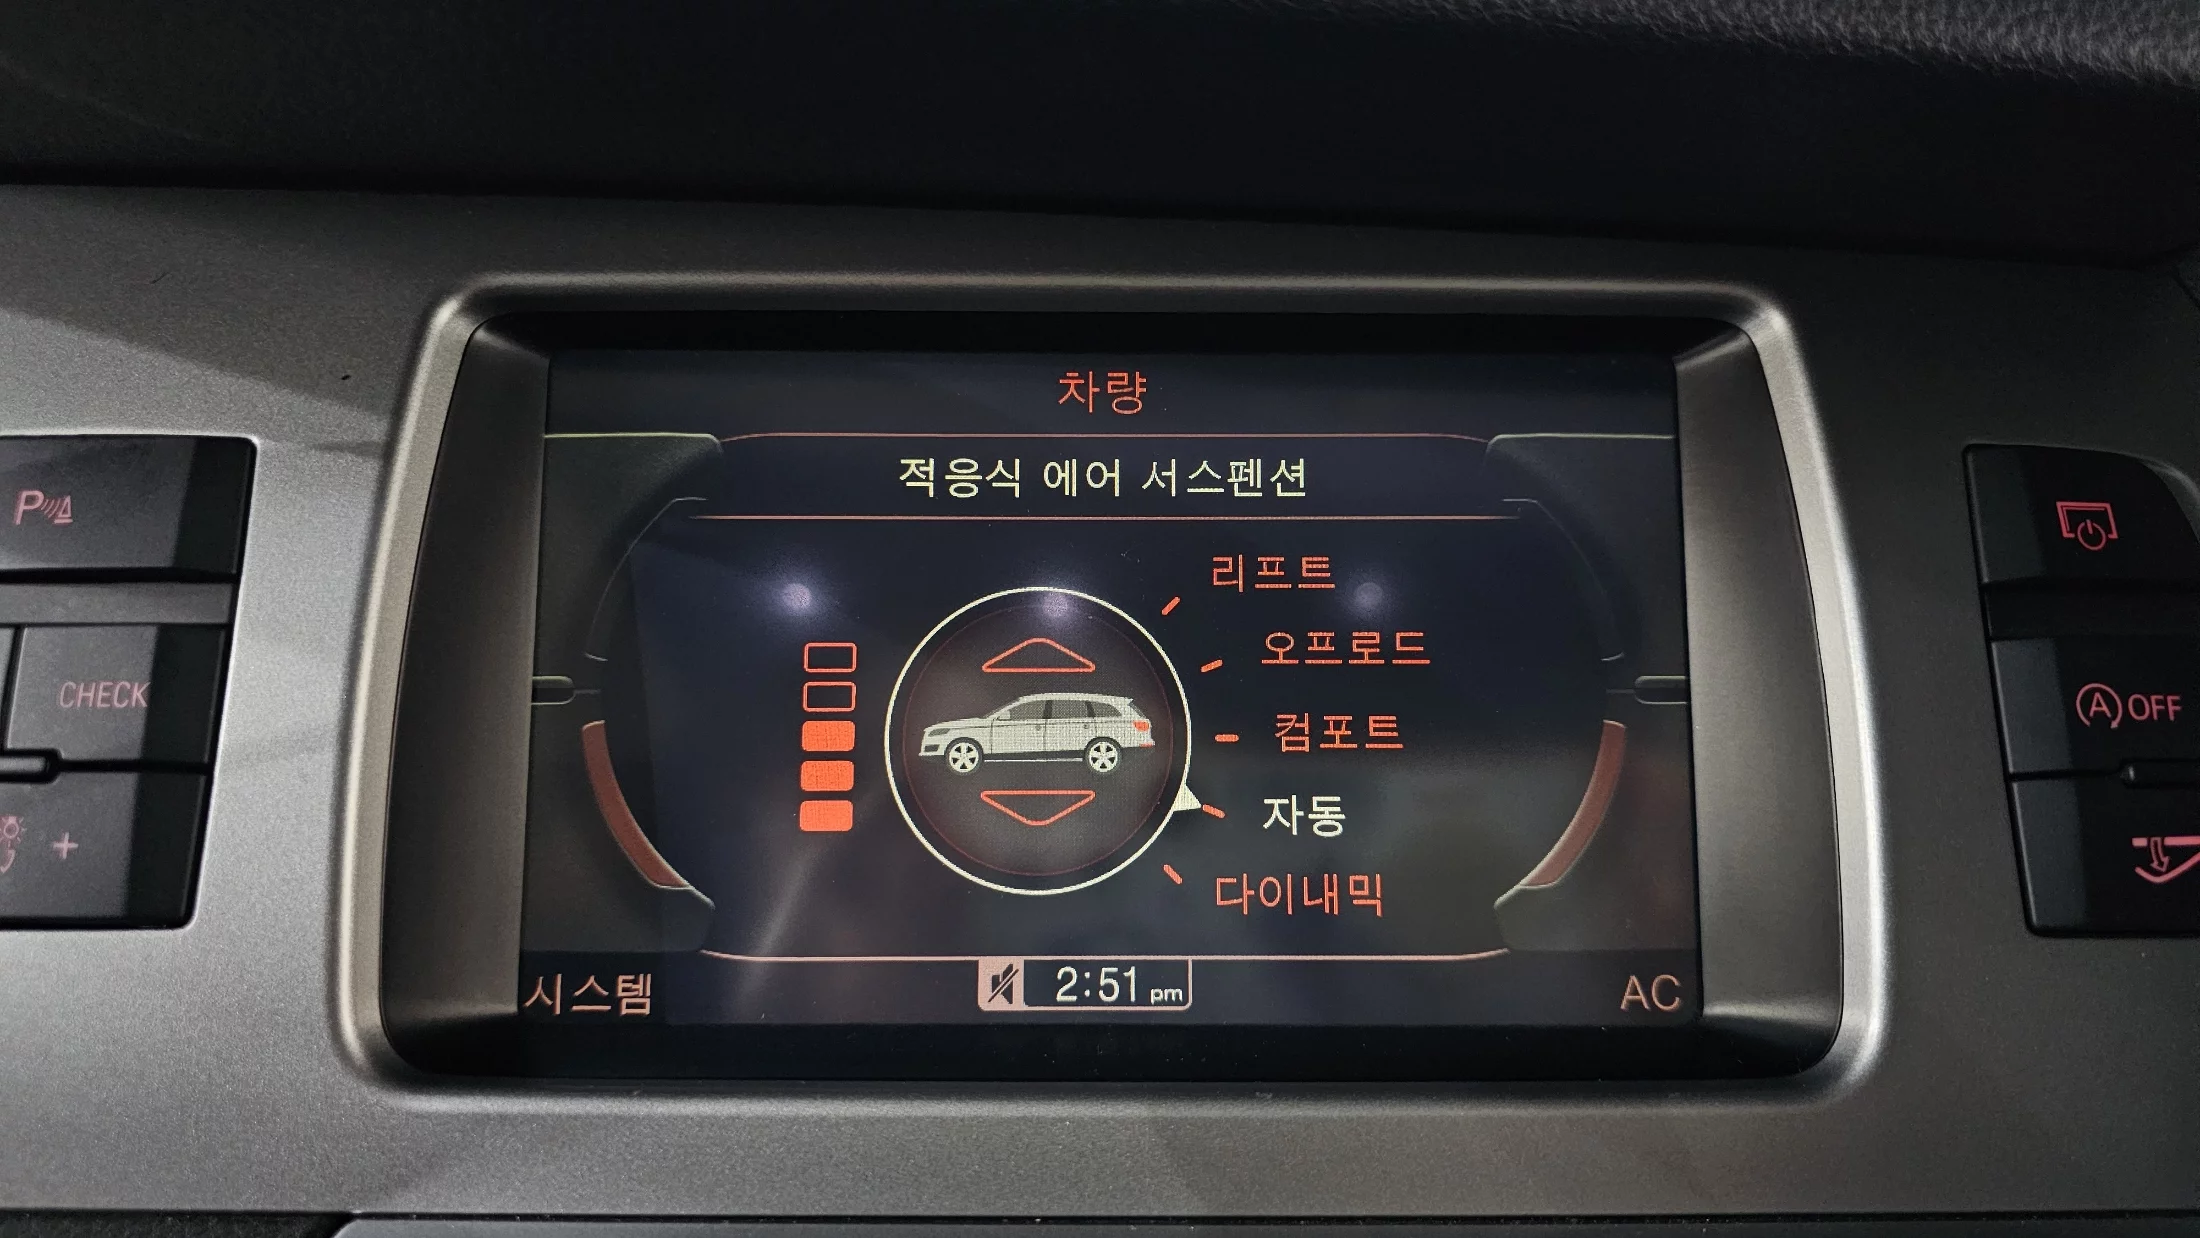 차량
적응식 에어 서스펜션
리프트
오프로드
컴포트
자동
다이내믹
시스템
2:51 pm
AC
P
CHECK
+
A OFF